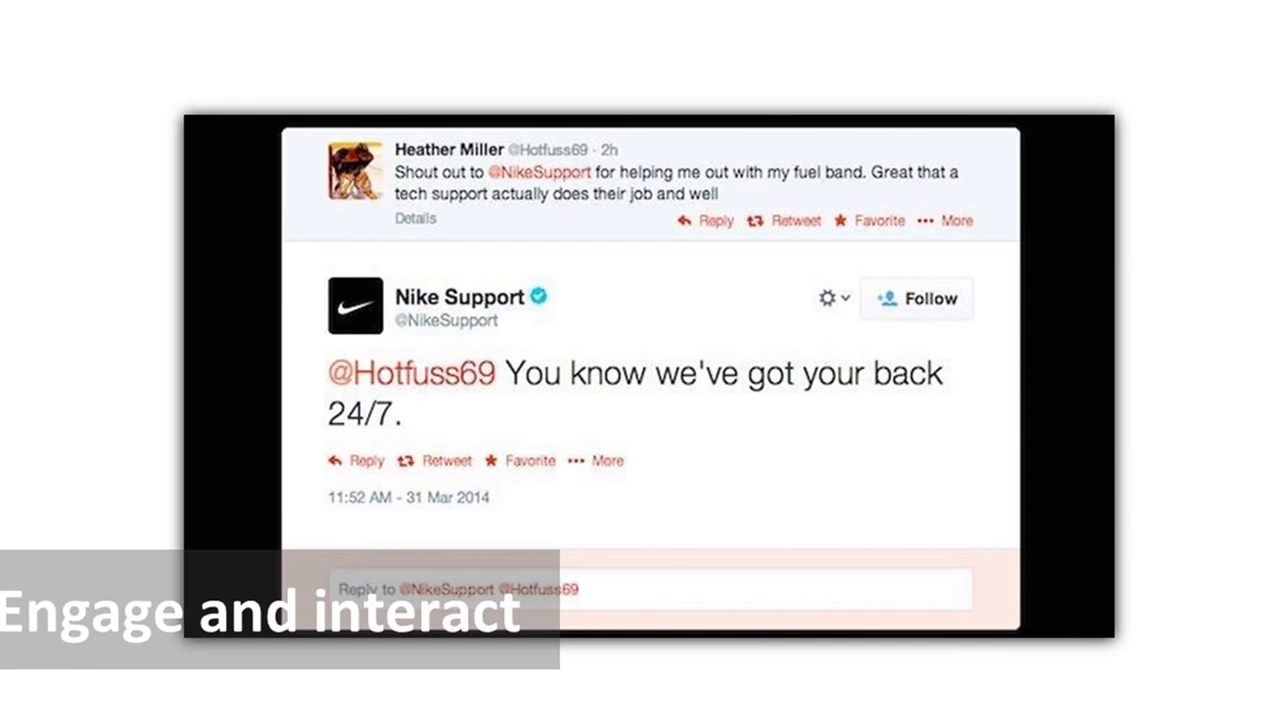 Heather Miller @Hotfuss69 · 2h
Shout out to @NikeSupport for helping me out with my fuel band. Great that a
tech support actually does their job and well
Details
Reply Retweet Favorite More
Nike Support
@NikeSupport
Follow
@Hotfuss69 You know we've got your back
24/7.
Reply Retweet Favorite More
11:52 AM - 31 Mar 2014
Reply to @NikeSupport @Hotfuss69
Engage and interact